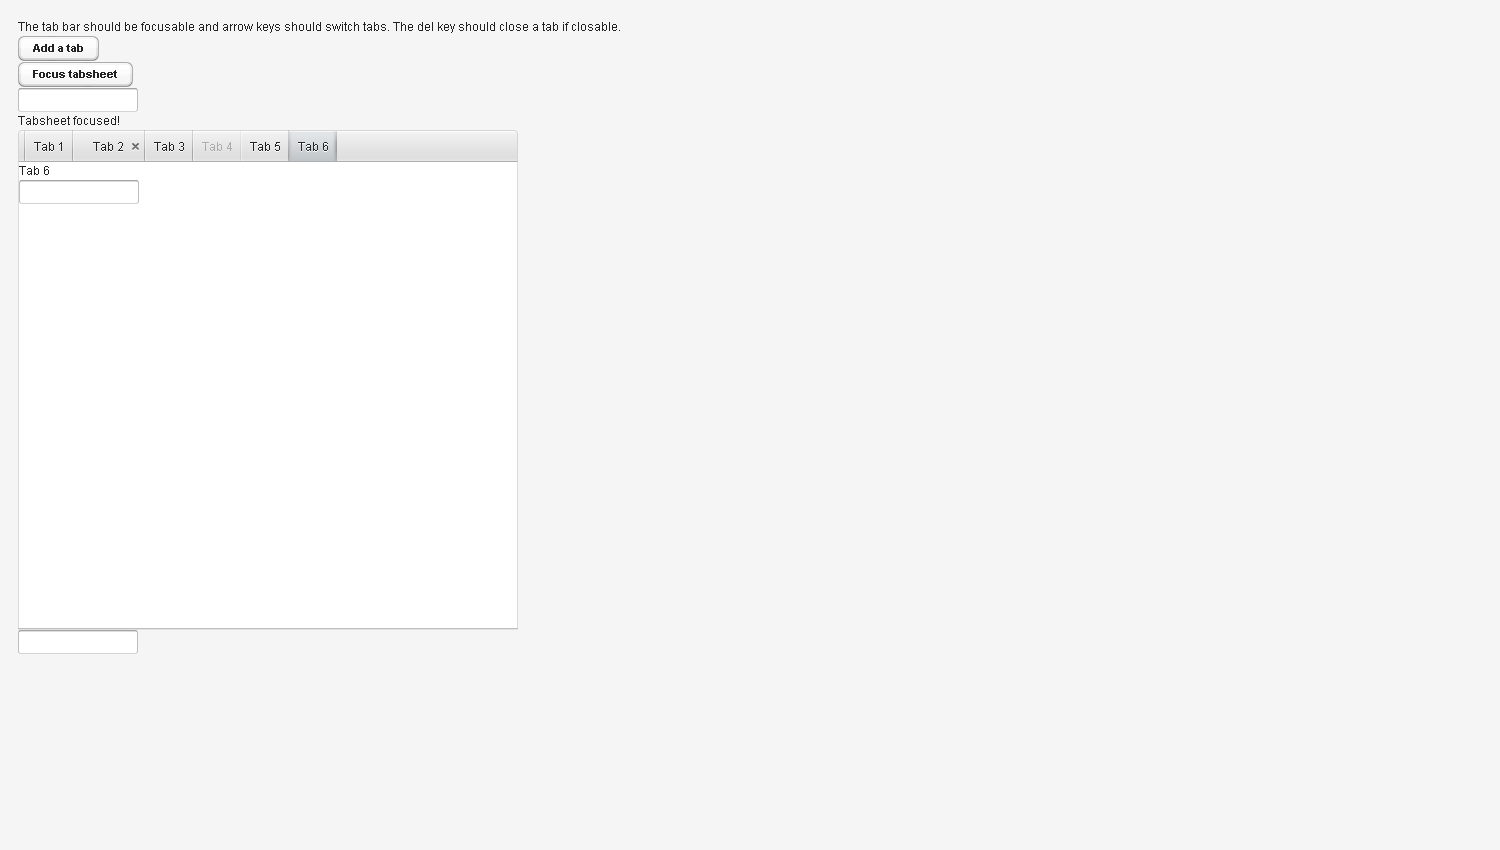 The tab bar should be focusable and arrow keys should switch tabs. The del key should close a tab if closable.
Add a tab
Focus tabsheet
Tabsheet focused!
Tab 1 Tab 2 × Tab 3 Tab 4 Tab 5 Tab 6
Tab 6